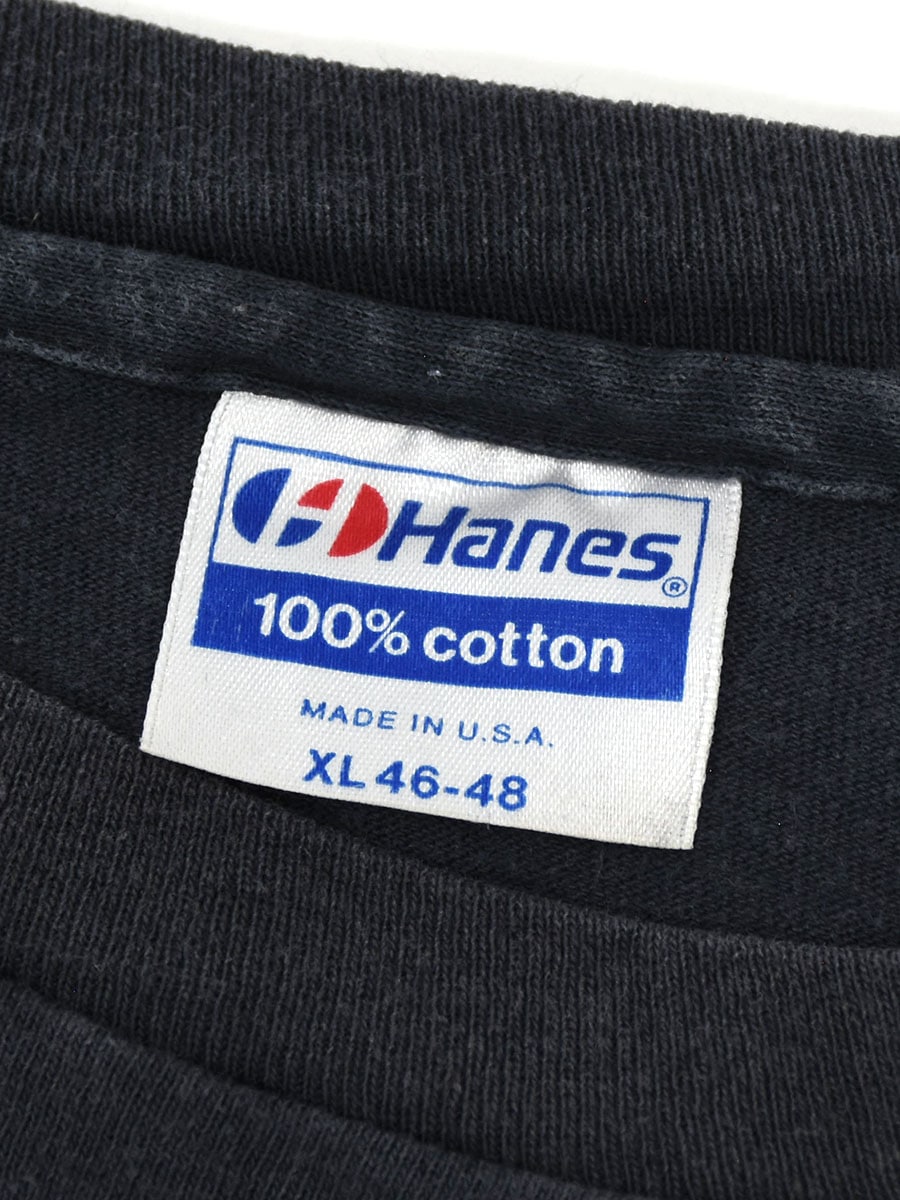 Hanes®
100% cotton
MADE IN U.S.A.
XL 46-48